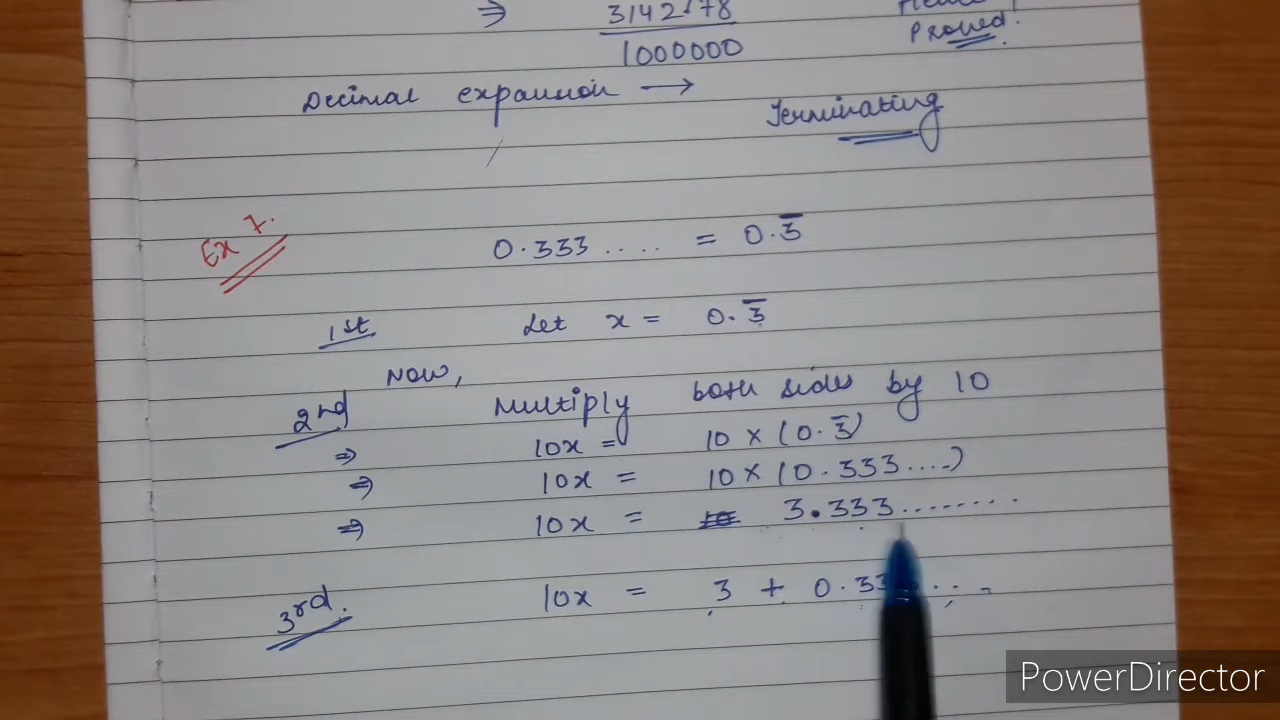 ⇒ 3142178
1000000
Proved.
Decimal expansion → Terminating
Ex 7. 0.333.... = 0.3̅
1st Let x = 0.3̅
Now,
2nd Multiply both sides by 10
⇒ 10x = 10 × (0.3̅)
⇒ 10x = 10 × (0.333....)
⇒ 10x = 3.333........
3rd. 10x = 3 + 0.33
PowerDirector